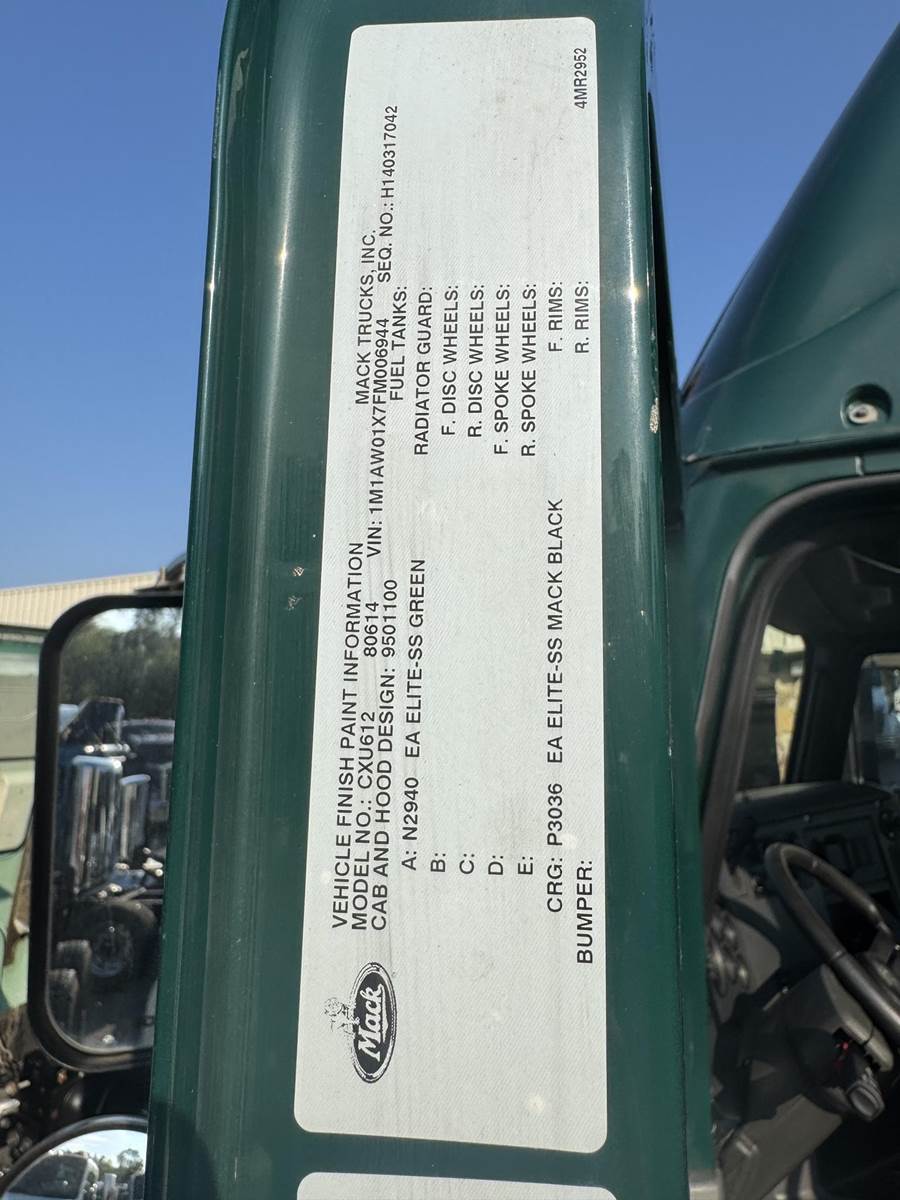 Mack
VEHICLE FINISH PAINT INFORMATION MACK TRUCKS, INC.
MODEL NO.: CXU612 80614 VIN: 1M1AW01X7FM006944 SEQ. NO.: H140317042
CAB AND HOOD DESIGN: 9501100 FUEL TANKS:
A: N2940 EA ELITE-SS GREEN RADIATOR GUARD:
B: F. DISC WHEELS:
C: R. DISC WHEELS:
D: F. SPOKE WHEELS:
E: R. SPOKE WHEELS:
CRG: P3036 EA ELITE-SS MACK BLACK F. RIMS:
BUMPER: R. RIMS: 4MR2952